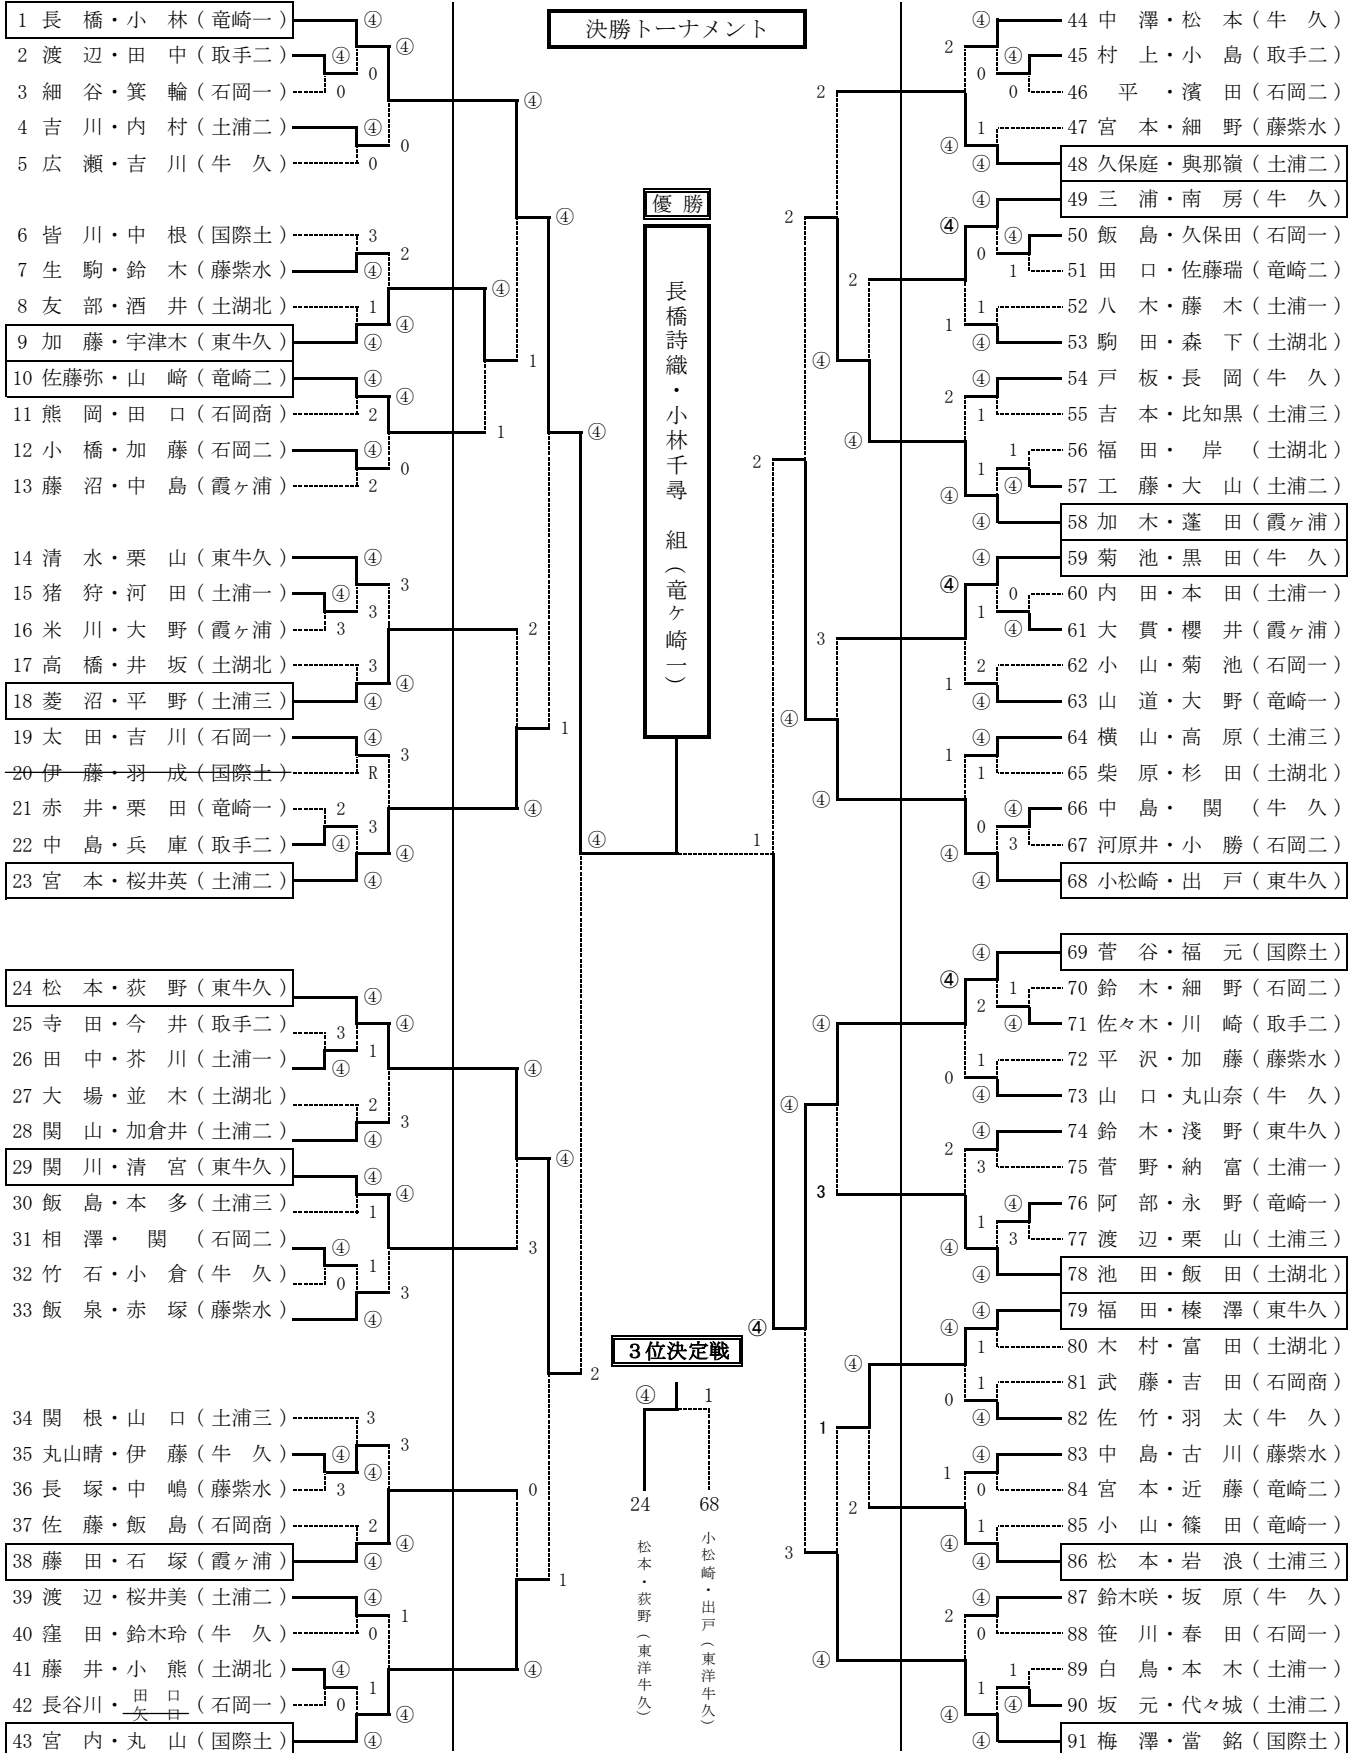 決勝トーナメント
1 長　橋・小　林（竜崎一）
2 渡　辺・田　中（取手二）
3 細　谷・箕　輪（石岡一）
4 吉　川・内　村（土浦二）
5 広　瀬・吉　川（牛　久）
6 皆　川・中　根（国際土）
7 生　駒・鈴　木（藤紫水）
8 友　部・酒　井（土湖北）
9 加　藤・宇津木（東牛久）
10 佐藤弥・山　﨑（竜崎二）
11 熊　岡・田　口（石岡商）
12 小　橋・加　藤（石岡二）
13 藤　沼・中　島（霞ヶ浦）
14 清　水・栗　山（東牛久）
15 猪　狩・河　田（土浦一）
16 米　川・大　野（霞ヶ浦）
17 高　橋・井　坂（土湖北）
18 菱　沼・平　野（土浦三）
19 太　田・吉　川（石岡一）
20 伊　藤・羽　成（国際土）
21 赤　井・栗　田（竜崎一）
22 中　島・兵　庫（取手二）
23 宮　本・桜井英（土浦二）
24 松　本・荻　野（東牛久）
25 寺　田・今　井（取手二）
26 田　中・芥　川（土浦一）
27 大　場・並　木（土湖北）
28 関　山・加倉井（土浦二）
29 関　川・清　宮（東牛久）
30 飯　島・本　多（土浦三）
31 相　澤・　関　（石岡二）
32 竹　石・小　倉（牛　久）
33 飯　泉・赤　塚（藤紫水）
34 関　根・山　口（土浦三）
35 丸山晴・伊　藤（牛　久）
36 長　塚・中　嶋（藤紫水）
37 佐　藤・飯　島（石岡商）
38 藤　田・石　塚（霞ヶ浦）
39 渡　辺・桜井美（土浦二）
40 窪　田・鈴木玲（牛　久）
41 藤　井・小　熊（土湖北）
42 長谷川・田　口 矢　口（石岡一）
43 宮　内・丸　山（国際土）
優 勝
長橋詩織・小林千尋　組（竜ヶ崎一）
３位決定戦
④ 1
24 68
松本・荻野（東洋牛久）
小松崎・出戸（東洋牛久）
44 中　澤・松　本（牛　久）
45 村　上・小　島（取手二）
46 　平　・濱　田（石岡二）
47 宮　本・細　野（藤紫水）
48 久保庭・與那嶺（土浦二）
49 三　浦・南　房（牛　久）
50 飯　島・久保田（石岡一）
51 田　口・佐藤瑞（竜崎二）
52 八　木・藤　木（土浦一）
53 駒　田・森　下（土湖北）
54 戸　板・長　岡（牛　久）
55 吉　本・比知黒（土浦三）
56 福　田・　岸　（土湖北）
57 工　藤・大　山（土浦二）
58 加　木・蓬　田（霞ヶ浦）
59 菊　池・黒　田（牛　久）
60 内　田・本　田（土浦一）
61 大　貫・櫻　井（霞ヶ浦）
62 小　山・菊　池（石岡一）
63 山　道・大　野（竜崎一）
64 横　山・高　原（土浦三）
65 柴　原・杉　田（土湖北）
66 中　島・　関　（牛　久）
67 河原井・小　勝（石岡二）
68 小松崎・出　戸（東牛久）
69 菅　谷・福　元（国際土）
70 鈴　木・細　野（石岡二）
71 佐々木・川　崎（取手二）
72 平　沢・加　藤（藤紫水）
73 山　口・丸山奈（牛　久）
74 鈴　木・淺　野（東牛久）
75 菅　野・納　富（土浦一）
76 阿　部・永　野（竜崎一）
77 渡　辺・栗　山（土浦三）
78 池　田・飯　田（土湖北）
79 福　田・榛　澤（東牛久）
80 木　村・富　田（土湖北）
81 武　藤・吉　田（石岡商）
82 佐　竹・羽　太（牛　久）
83 中　島・古　川（藤紫水）
84 宮　本・近　藤（竜崎二）
85 小　山・篠　田（竜崎一）
86 松　本・岩　浪（土浦三）
87 鈴木咲・坂　原（牛　久）
88 笹　川・春　田（石岡一）
89 白　鳥・本　木（土浦一）
90 坂　元・代々城（土浦二）
91 梅　澤・當　銘（国際土）